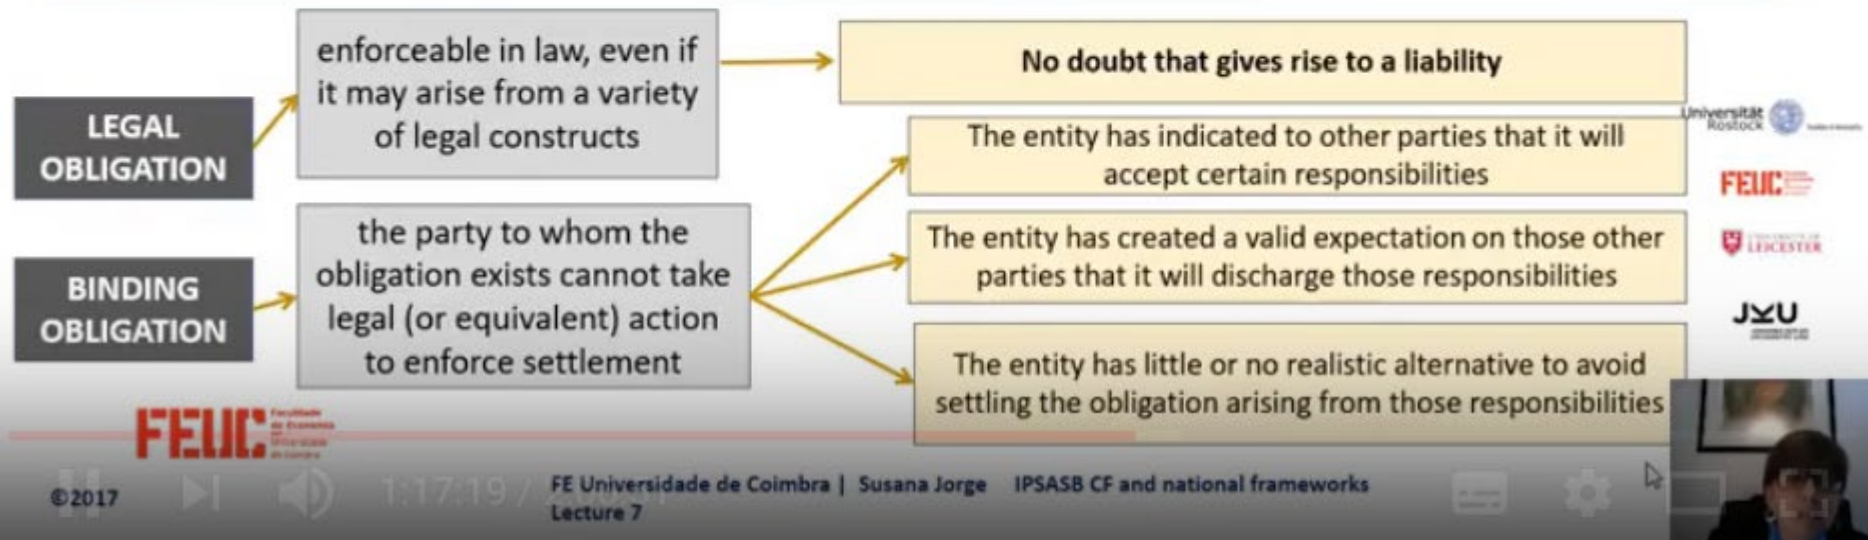 LEGAL
OBLIGATION
enforceable in law, even if
it may arise from a variety
of legal constructs
No doubt that gives rise to a liability
BINDING
OBLIGATION
the party to whom the
obligation exists cannot take
legal (or equivalent) action
to enforce settlement
The entity has indicated to other parties that it will
accept certain responsibilities
The entity has created a valid expectation on those other
parties that it will discharge those responsibilities
The entity has little or no realistic alternative to avoid
settling the obligation arising from those responsibilities
Universität
Rostock
FEUC
LEICESTER
JKU
FEUC
Faculdade
de Economia
©2017
1:17:19 /
FE Universidade de Coimbra | Susana Jorge IPSASB CF and national frameworks
Lecture 7